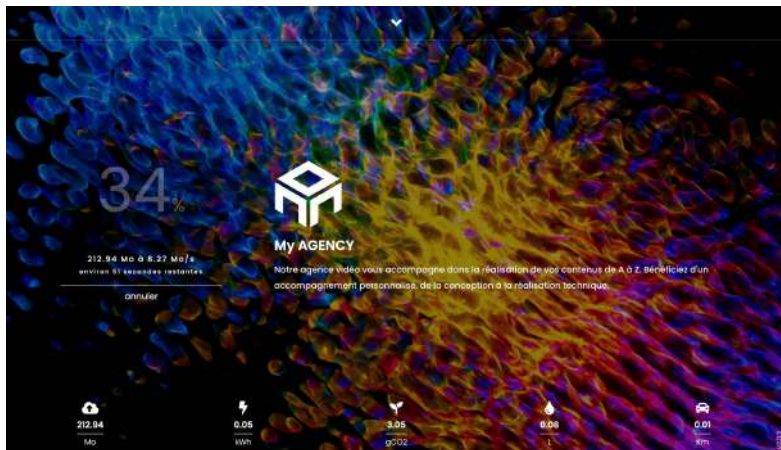 34%
212.94 Mo à 8.27 Mo/s
environ 51 secondes restantes
annuler
My AGENCY
Notre agence vidéo vous accompagne dans la réalisation de vos contenus de A à Z. Bénéficiez d'un
accompagnement personnalisé, de la conception à la réalisation technique.
212.94
Mo
0.05
kWh
3.05
gCO2
0.08
L
0.01
Km